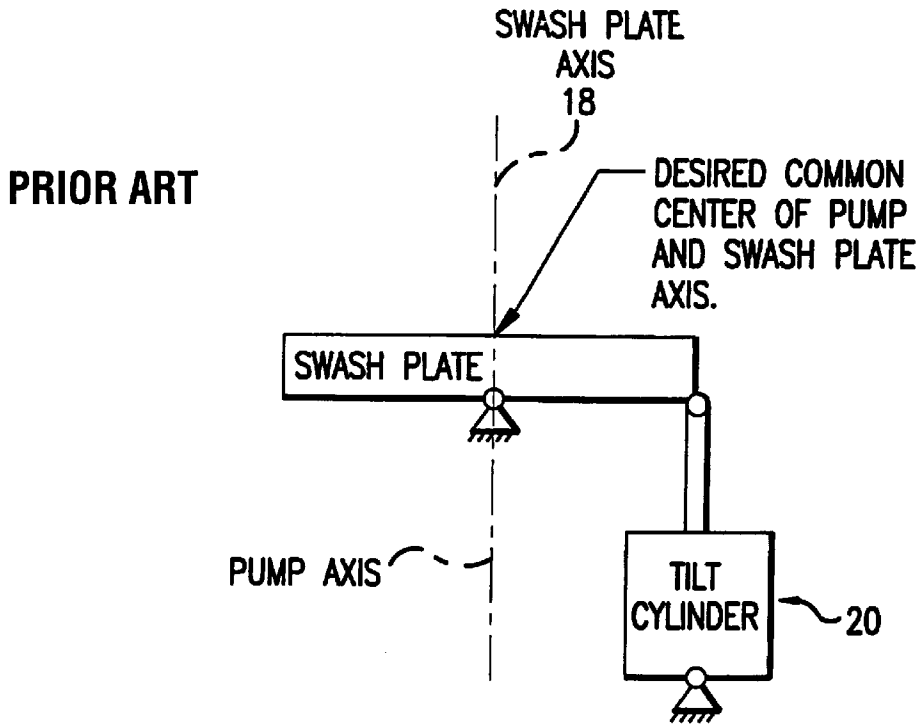 SWASH PLATE
AXIS
18
PRIOR ART
DESIRED COMMON
CENTER OF PUMP
AND SWASH PLATE
AXIS.
SWASH PLATE
PUMP AXIS
TILT
CYLINDER
20